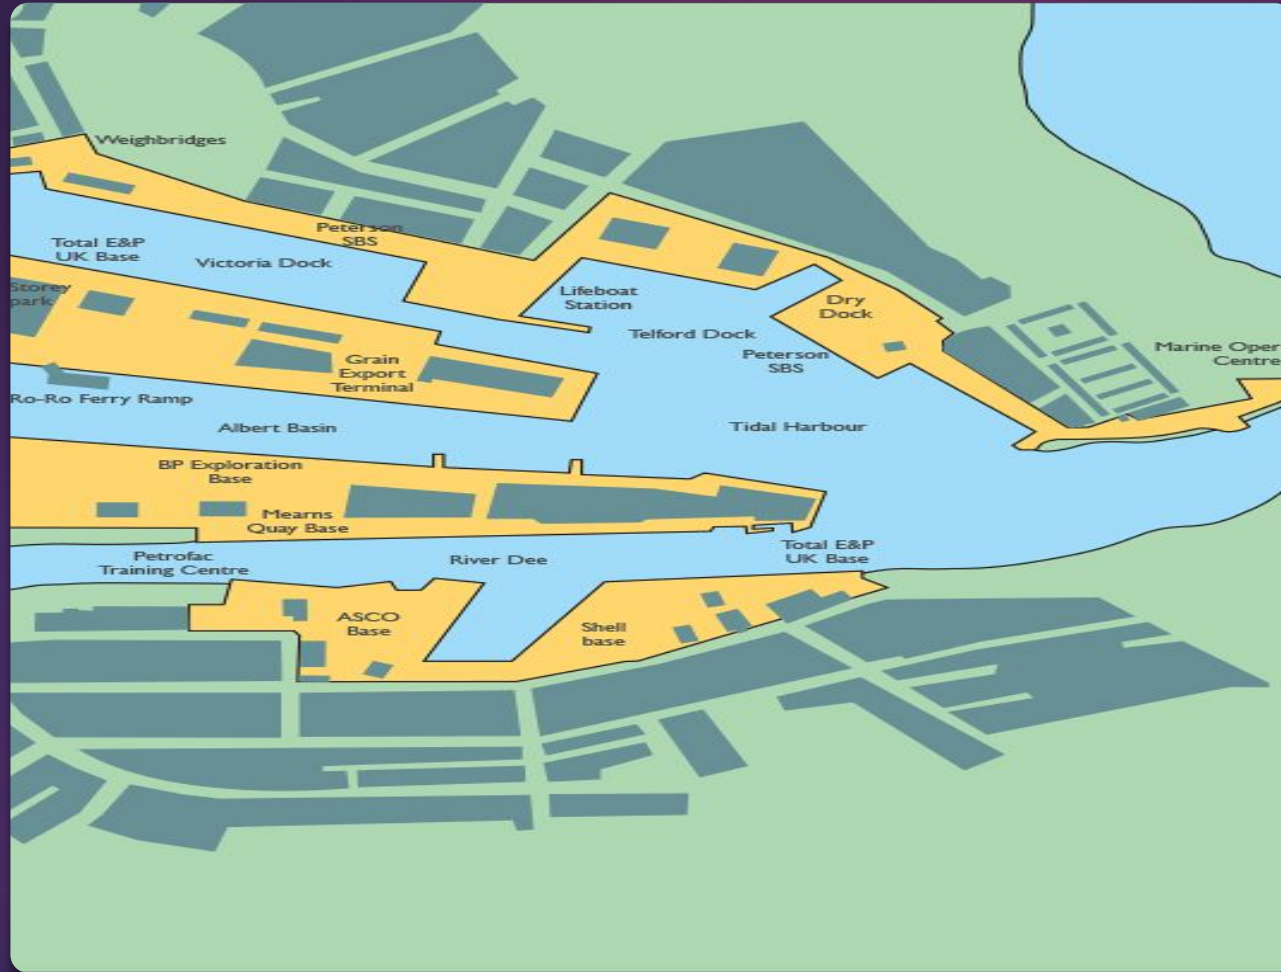 Weighbridges
Peterson
SBS
Total E&P
UK Base
Victoria Dock
Storey
park
Lifeboat
Station
Dry
Dock
Telford Dock
Peterson
SBS
Marine Oper
Centre
Grain
Export
Terminal
Ro-Ro Ferry Ramp
Albert Basin
Tidal Harbour
BP Exploration
Base
Mearns
Quay Base
Petrofac
Training Centre
River Dee
Total E&P
UK Base
ASCO
Base
Shell
base